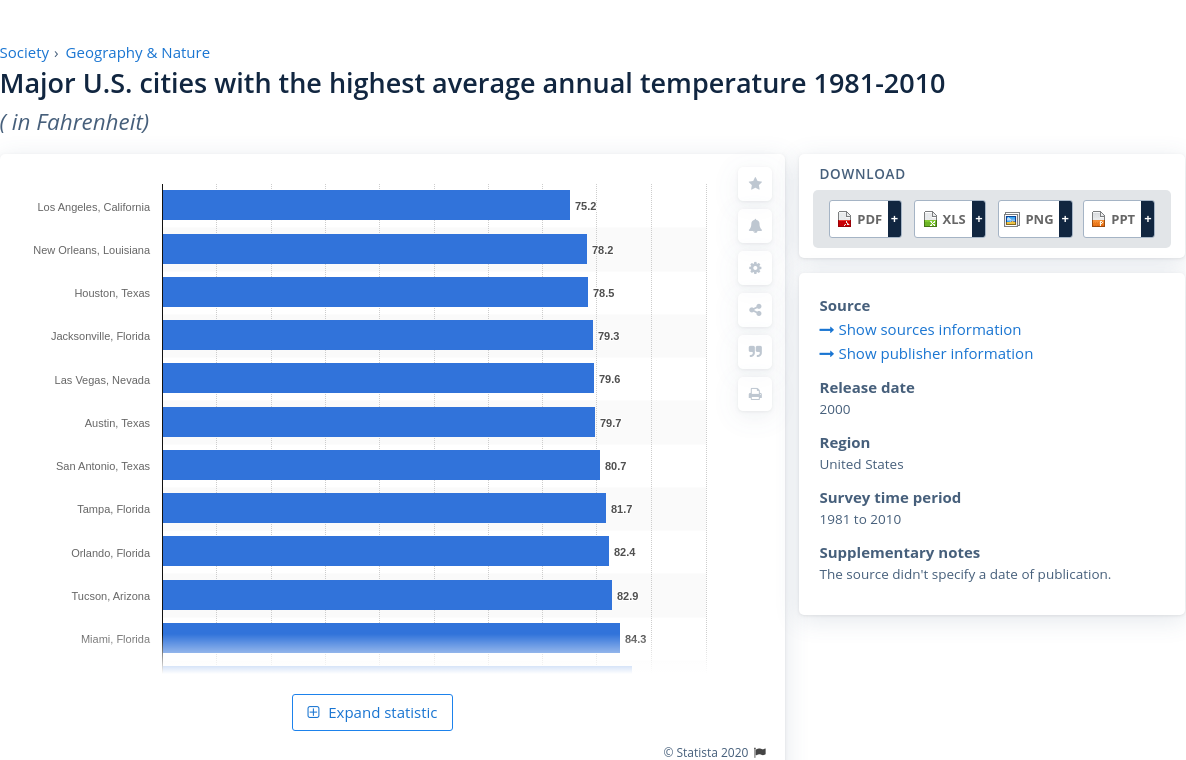 Society › Geography & Nature
Major U.S. cities with the highest average annual temperature 1981-2010
( in Fahrenheit)
Los Angeles, California 75.2
New Orleans, Louisiana 78.2
Houston, Texas 78.5
Jacksonville, Florida 79.3
Las Vegas, Nevada 79.6
Austin, Texas 79.7
San Antonio, Texas 80.7
Tampa, Florida 81.7
Orlando, Florida 82.4
Tucson, Arizona 82.9
Miami, Florida 84.3
Expand statistic
© Statista 2020
DOWNLOAD
PDF + XLS + PNG + PPT +
Source
Show sources information
Show publisher information
Release date
2000
Region
United States
Survey time period
1981 to 2010
Supplementary notes
The source didn't specify a date of publication.